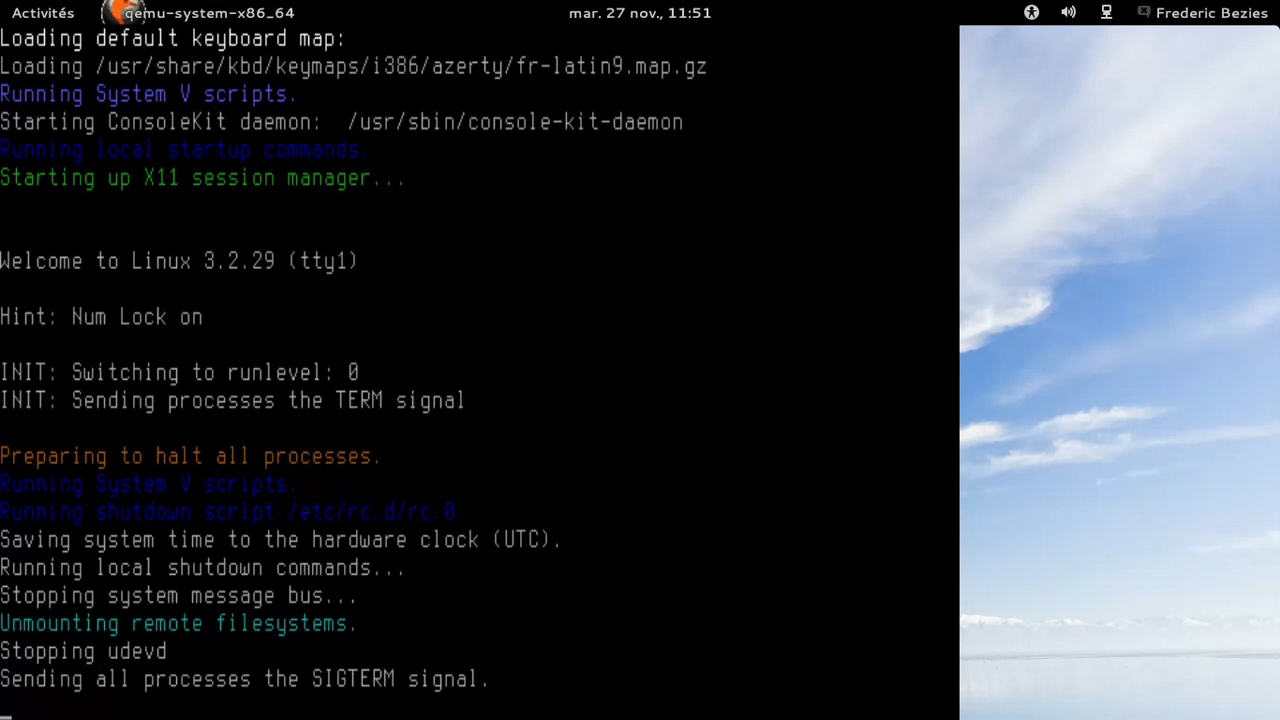 Activités qemu-system-x86_64 mar. 27 nov., 11:51 Frederic Bezies
Loading default keyboard map:
Loading /usr/share/kbd/keymaps/i386/azerty/fr-latin9.map.gz
Running System V scripts.
Starting ConsoleKit daemon: /usr/sbin/console-kit-daemon
Running local startup commands.
Starting up X11 session manager...
Welcome to Linux 3.2.29 (tty1)
Hint: Num Lock on
INIT: Switching to runlevel: 0
INIT: Sending processes the TERM signal
Preparing to halt all processes.
Running System V scripts.
Running shutdown script /etc/rc.d/rc.0.
Saving system time to the hardware clock (UTC).
Running local shutdown commands...
Stopping system message bus...
Unmounting remote filesystems.
Stopping udevd
Sending all processes the SIGTERM signal.